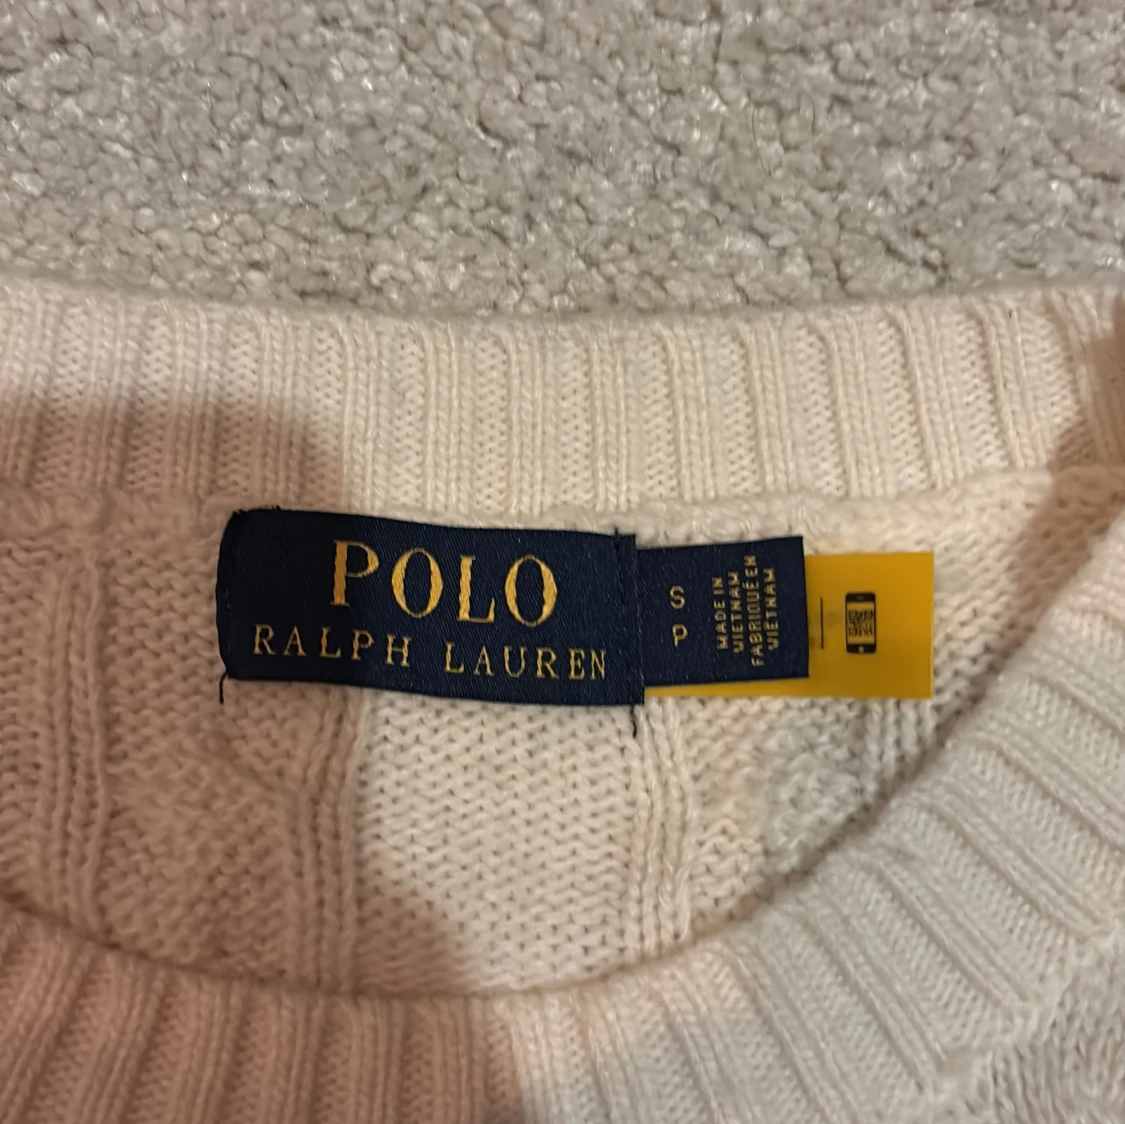 POLO
RALPH LAUREN
S
P
MADE IN
VIETNAM
FABRIQUÉ EN
VIETNAM